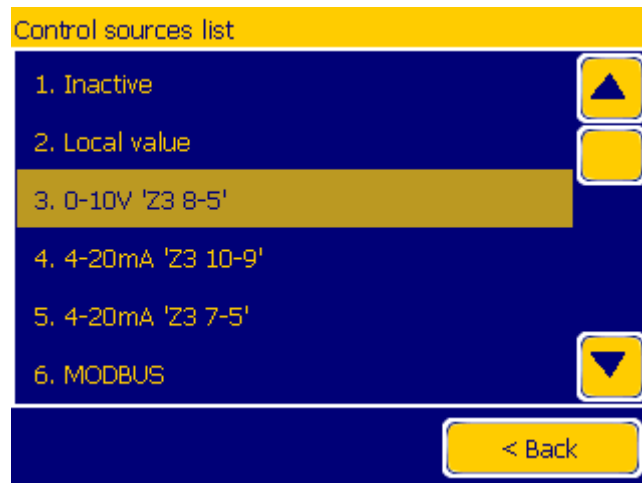 Control sources list
1. Inactive
2. Local value
3. 0-10V 'Z3 8-5'
4. 4-20mA 'Z3 10-9'
5. 4-20mA 'Z3 7-5'
6. MODBUS
< Back